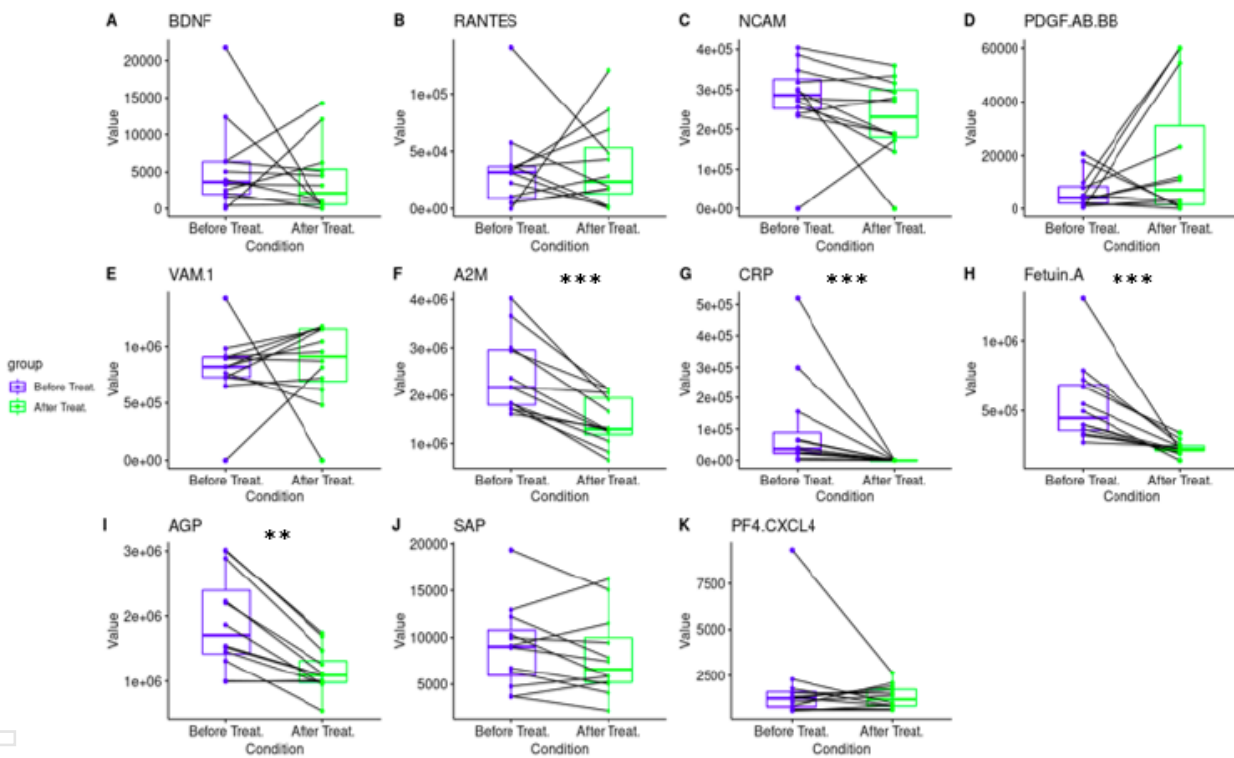 A BDNF
B RANTES
C NCAM
D PDGF.AB.BB
Value
20000
15000
10000
5000
0
Before Treat. After Treat.
Condition
Value
1e+05
5e+04
0e+00
Before Treat. After Treat.
Condition
Value
4e+05
3e+05
2e+05
1e+05
0e+00
Before Treat. After Treat.
Condition
Value
60000
40000
20000
0
Before Treat. After Treat.
Condition
group
Before Treat.
After Treat.
E VAM.1
F A2M ***
G CRP ***
H Fetuin.A ***
Value
1e+06
5e+05
0e+00
Before Treat. After Treat.
Condition
Value
4e+06
3e+06
2e+06
1e+06
Before Treat. After Treat.
Condition
Value
5e+05
4e+05
3e+05
2e+05
1e+05
0e+00
Before Treat. After Treat.
Condition
Value
1e+06
5e+05
Before Treat. After Treat.
Condition
I AGP **
J SAP
K PF4.CXCL4
Value
3e+06
2e+06
1e+06
Before Treat. After Treat.
Condition
Value
20000
15000
10000
5000
Before Treat. After Treat.
Condition
Value
7500
5000
2500
Before Treat. After Treat.
Condition